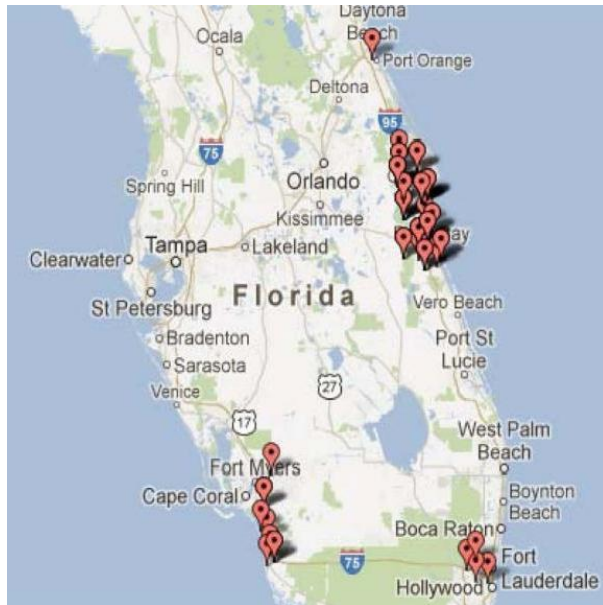 Daytona
Beach
Port Orange
Ocala
Deltona
95
75
Orlando
Spring Hill
Kissimmee
Tampa
Lakeland
Clearwater
St Petersburg
Florida
Bradenton
Vero Beach
Sarasota
Port St
Lucie
Venice
27
17
West Palm
Beach
Fort Myers
Cape Coral
Boynton
Beach
Boca Raton
75
Fort
Lauderdale
Hollywood